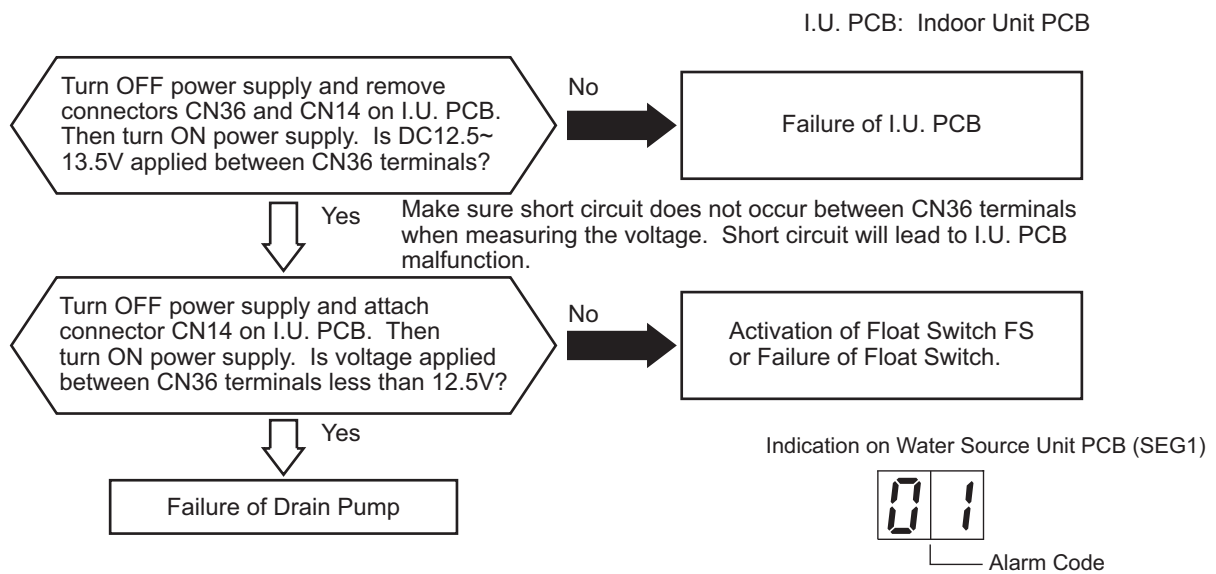 I.U. PCB: Indoor Unit PCB
Turn OFF power supply and remove
connectors CN36 and CN14 on I.U. PCB.
Then turn ON power supply. Is DC12.5~
13.5V applied between CN36 terminals?
No
Failure of I.U. PCB
Yes
Make sure short circuit does not occur between CN36 terminals
when measuring the voltage. Short circuit will lead to I.U. PCB
malfunction.
Turn OFF power supply and attach
connector CN14 on I.U. PCB. Then
turn ON power supply. Is voltage applied
between CN36 terminals less than 12.5V?
No
Activation of Float Switch FS
or Failure of Float Switch.
Yes
Failure of Drain Pump
Indication on Water Source Unit PCB (SEG1)
01
Alarm Code